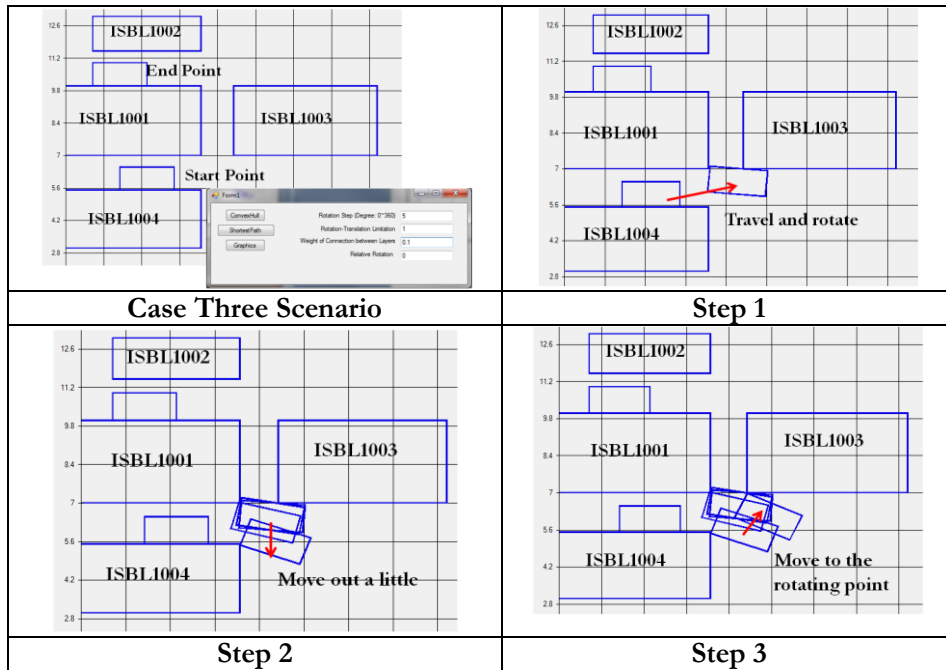 12.6
ISBL1002
11.2
End Point
9.8
ISBL1001
ISBL1003
8.4
7
Start Point
5.6
ISBL1004
4.2
2.8
Form1
ConvexHull
Rotation Step (Degree: 0~360)
5
ShortestPath
Rotation-Translation Limitation
1
Graphics
Weight of Connection between Layers
0.1
Relative Rotation
0
Case Three Scenario
12.6
ISBL1002
11.2
9.8
ISBL1001
ISBL1003
8.4
7
5.6
Travel and rotate
ISBL1004
4.2
2.8
Step 1
12.6
ISBL1002
11.2
9.8
ISBL1001
ISBL1003
8.4
7
5.6
ISBL1004
Move out a little
4.2
2.8
Step 2
12.6
ISBL1002
11.2
9.8
ISBL1001
ISBL1003
8.4
7
5.6
ISBL1004
Move to the
rotating point
4.2
2.8
Step 3